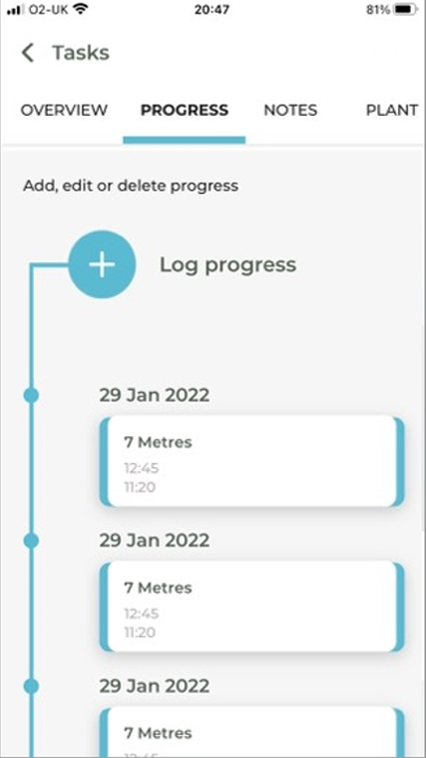 O2-UK 20:47 81%
Tasks
OVERVIEW PROGRESS NOTES PLANT
Add, edit or delete progress
Log progress
29 Jan 2022
7 Metres
12:45
11:20
29 Jan 2022
7 Metres
12:45
11:20
29 Jan 2022
7 Metres